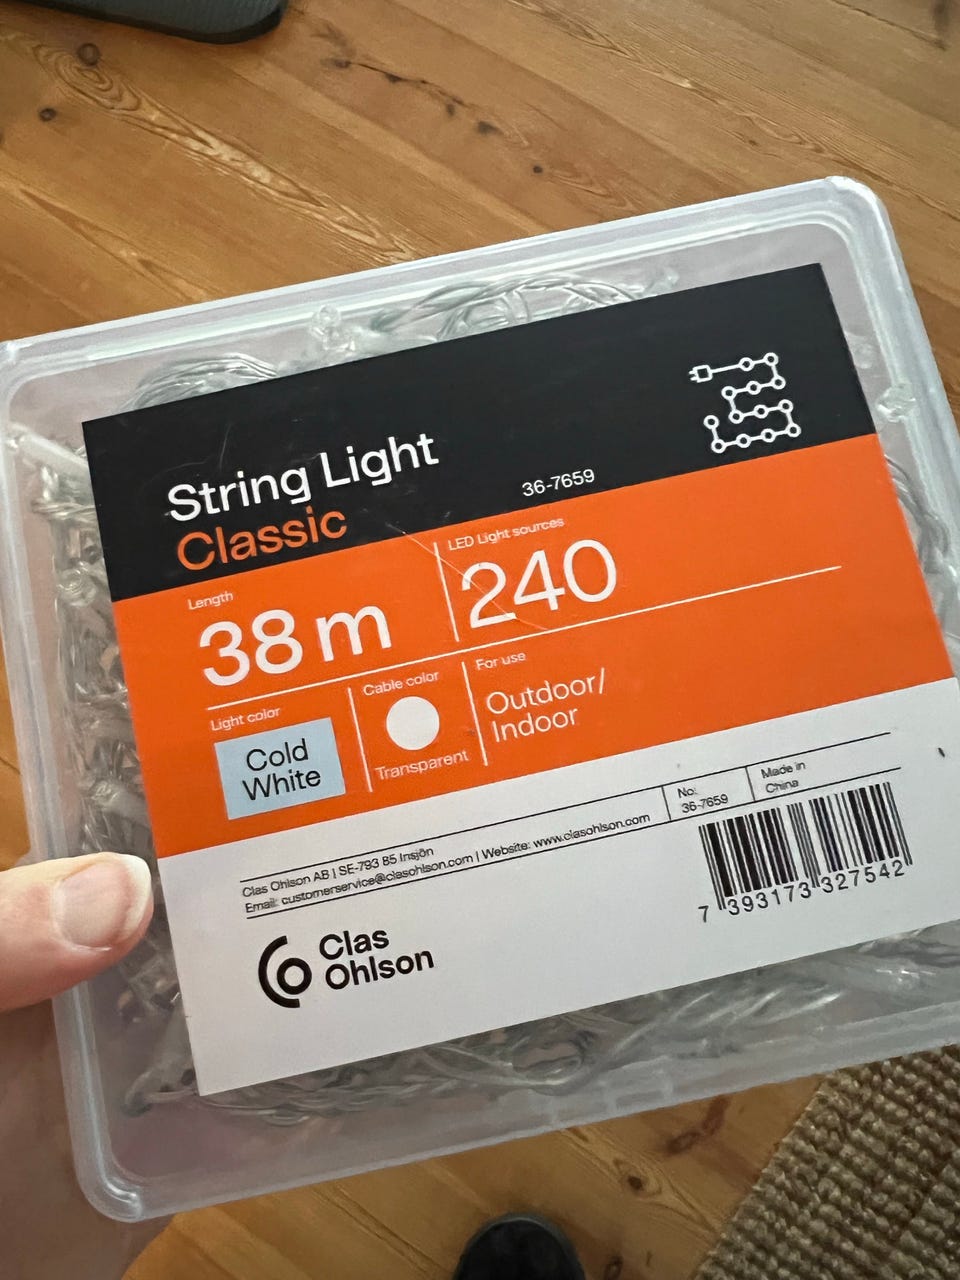 String Light
Classic
36-7659
Length
38 m
LED Light sources
240
Light color
Cold
White
Cable color
Transparent
For use
Outdoor/
Indoor
Clas Ohlson AB | SE-793 85 Insjön
Email: customerservice@clasohlson.com | Website: www.clasohlson.com
No:
36-7659
Made in
China
7 393173 327542
Clas
Ohlson